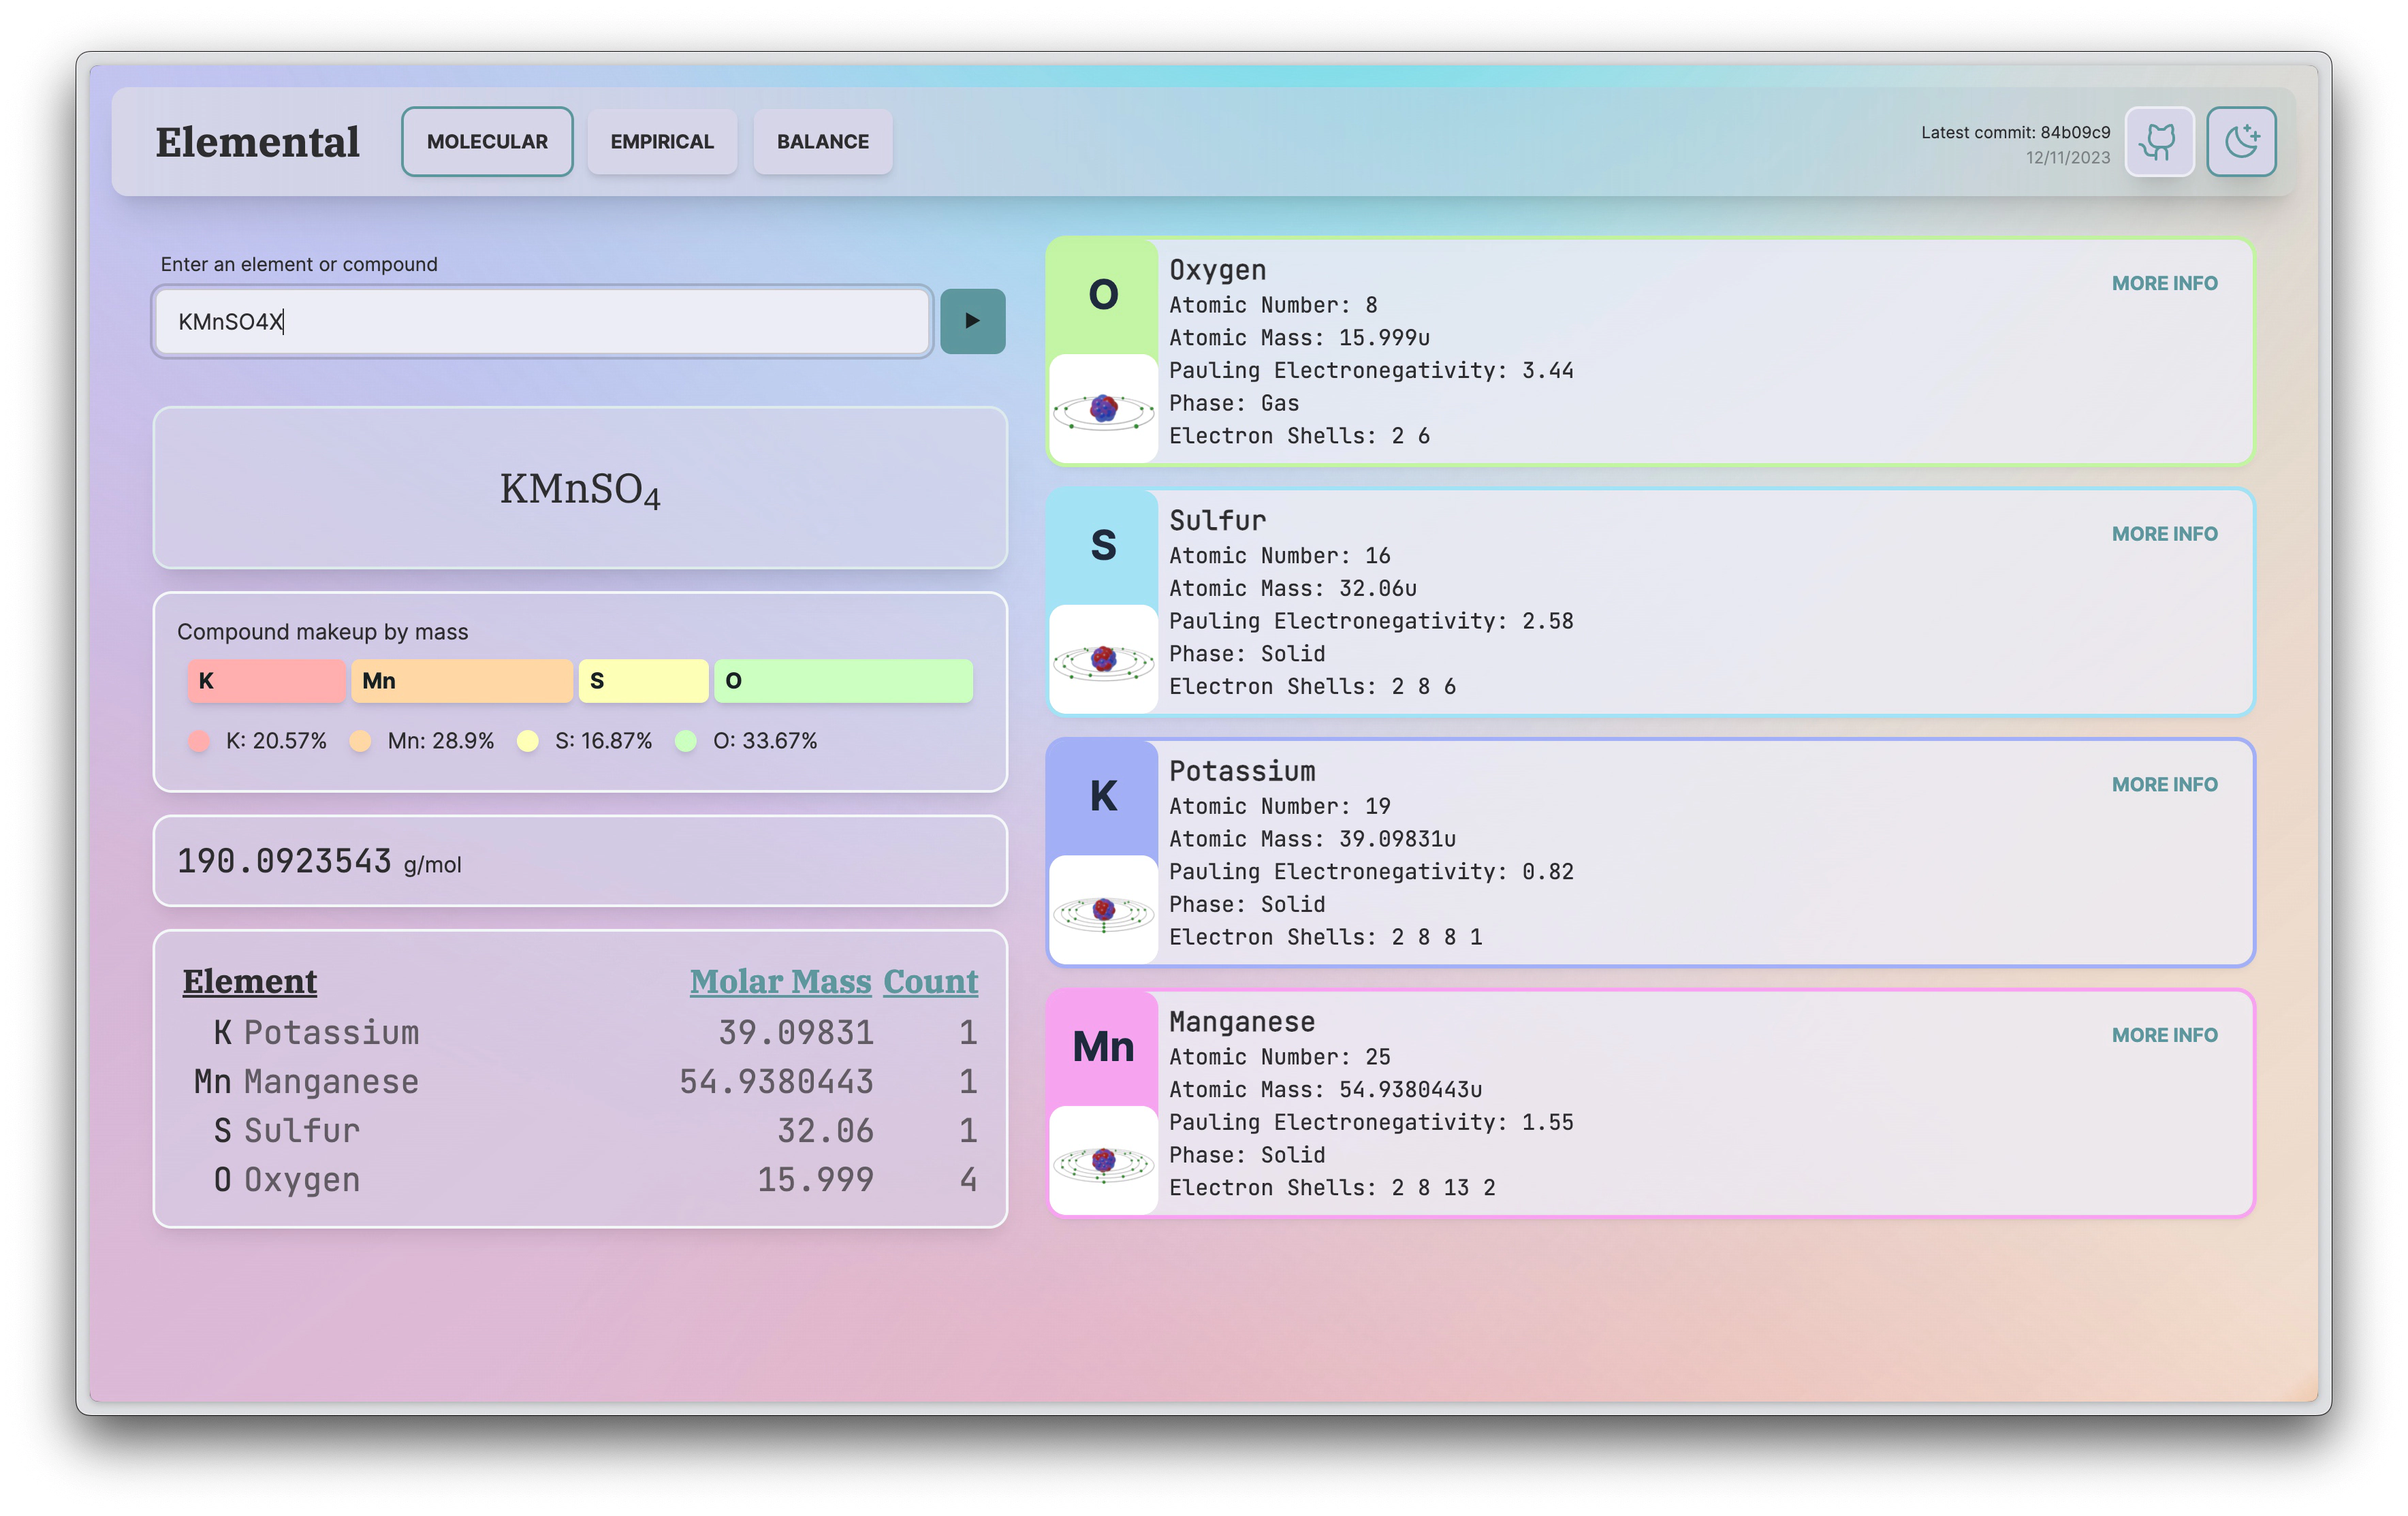 Elemental MOLECULAR EMPIRICAL BALANCE
Latest commit: 84b09c9
12/11/2023
Enter an element or compound
KMnSO4X
KMnSO₄
Compound makeup by mass
K Mn S O
K: 20.57% Mn: 28.9% S: 16.87% O: 33.67%
190.0923543 g/mol
Element Molar Mass Count
K Potassium 39.09831 1
Mn Manganese 54.9380443 1
S Sulfur 32.06 1
O Oxygen 15.999 4
O
Oxygen
MORE INFO
Atomic Number: 8
Atomic Mass: 15.999u
Pauling Electronegativity: 3.44
Phase: Gas
Electron Shells: 2 6
S
Sulfur
MORE INFO
Atomic Number: 16
Atomic Mass: 32.06u
Pauling Electronegativity: 2.58
Phase: Solid
Electron Shells: 2 8 6
K
Potassium
MORE INFO
Atomic Number: 19
Atomic Mass: 39.09831u
Pauling Electronegativity: 0.82
Phase: Solid
Electron Shells: 2 8 8 1
Mn
Manganese
MORE INFO
Atomic Number: 25
Atomic Mass: 54.9380443u
Pauling Electronegativity: 1.55
Phase: Solid
Electron Shells: 2 8 13 2